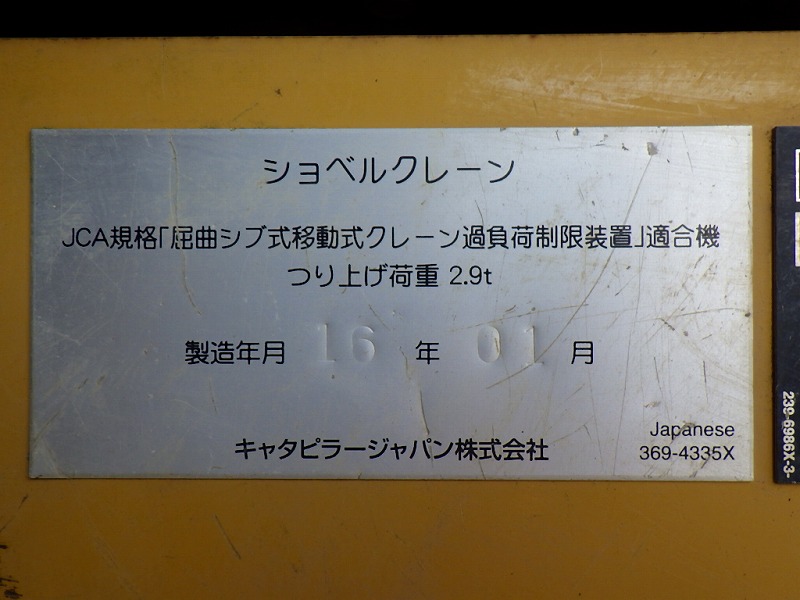 ショベルクレーン
JCA規格「屈曲シブ式移動式クレーン過負荷制限装置」適合機
つり上げ荷重 2.9t
製造年月 16 年 01 月
キャタピラージャパン株式会社
Japanese
369-4335X
239-6986X-3-